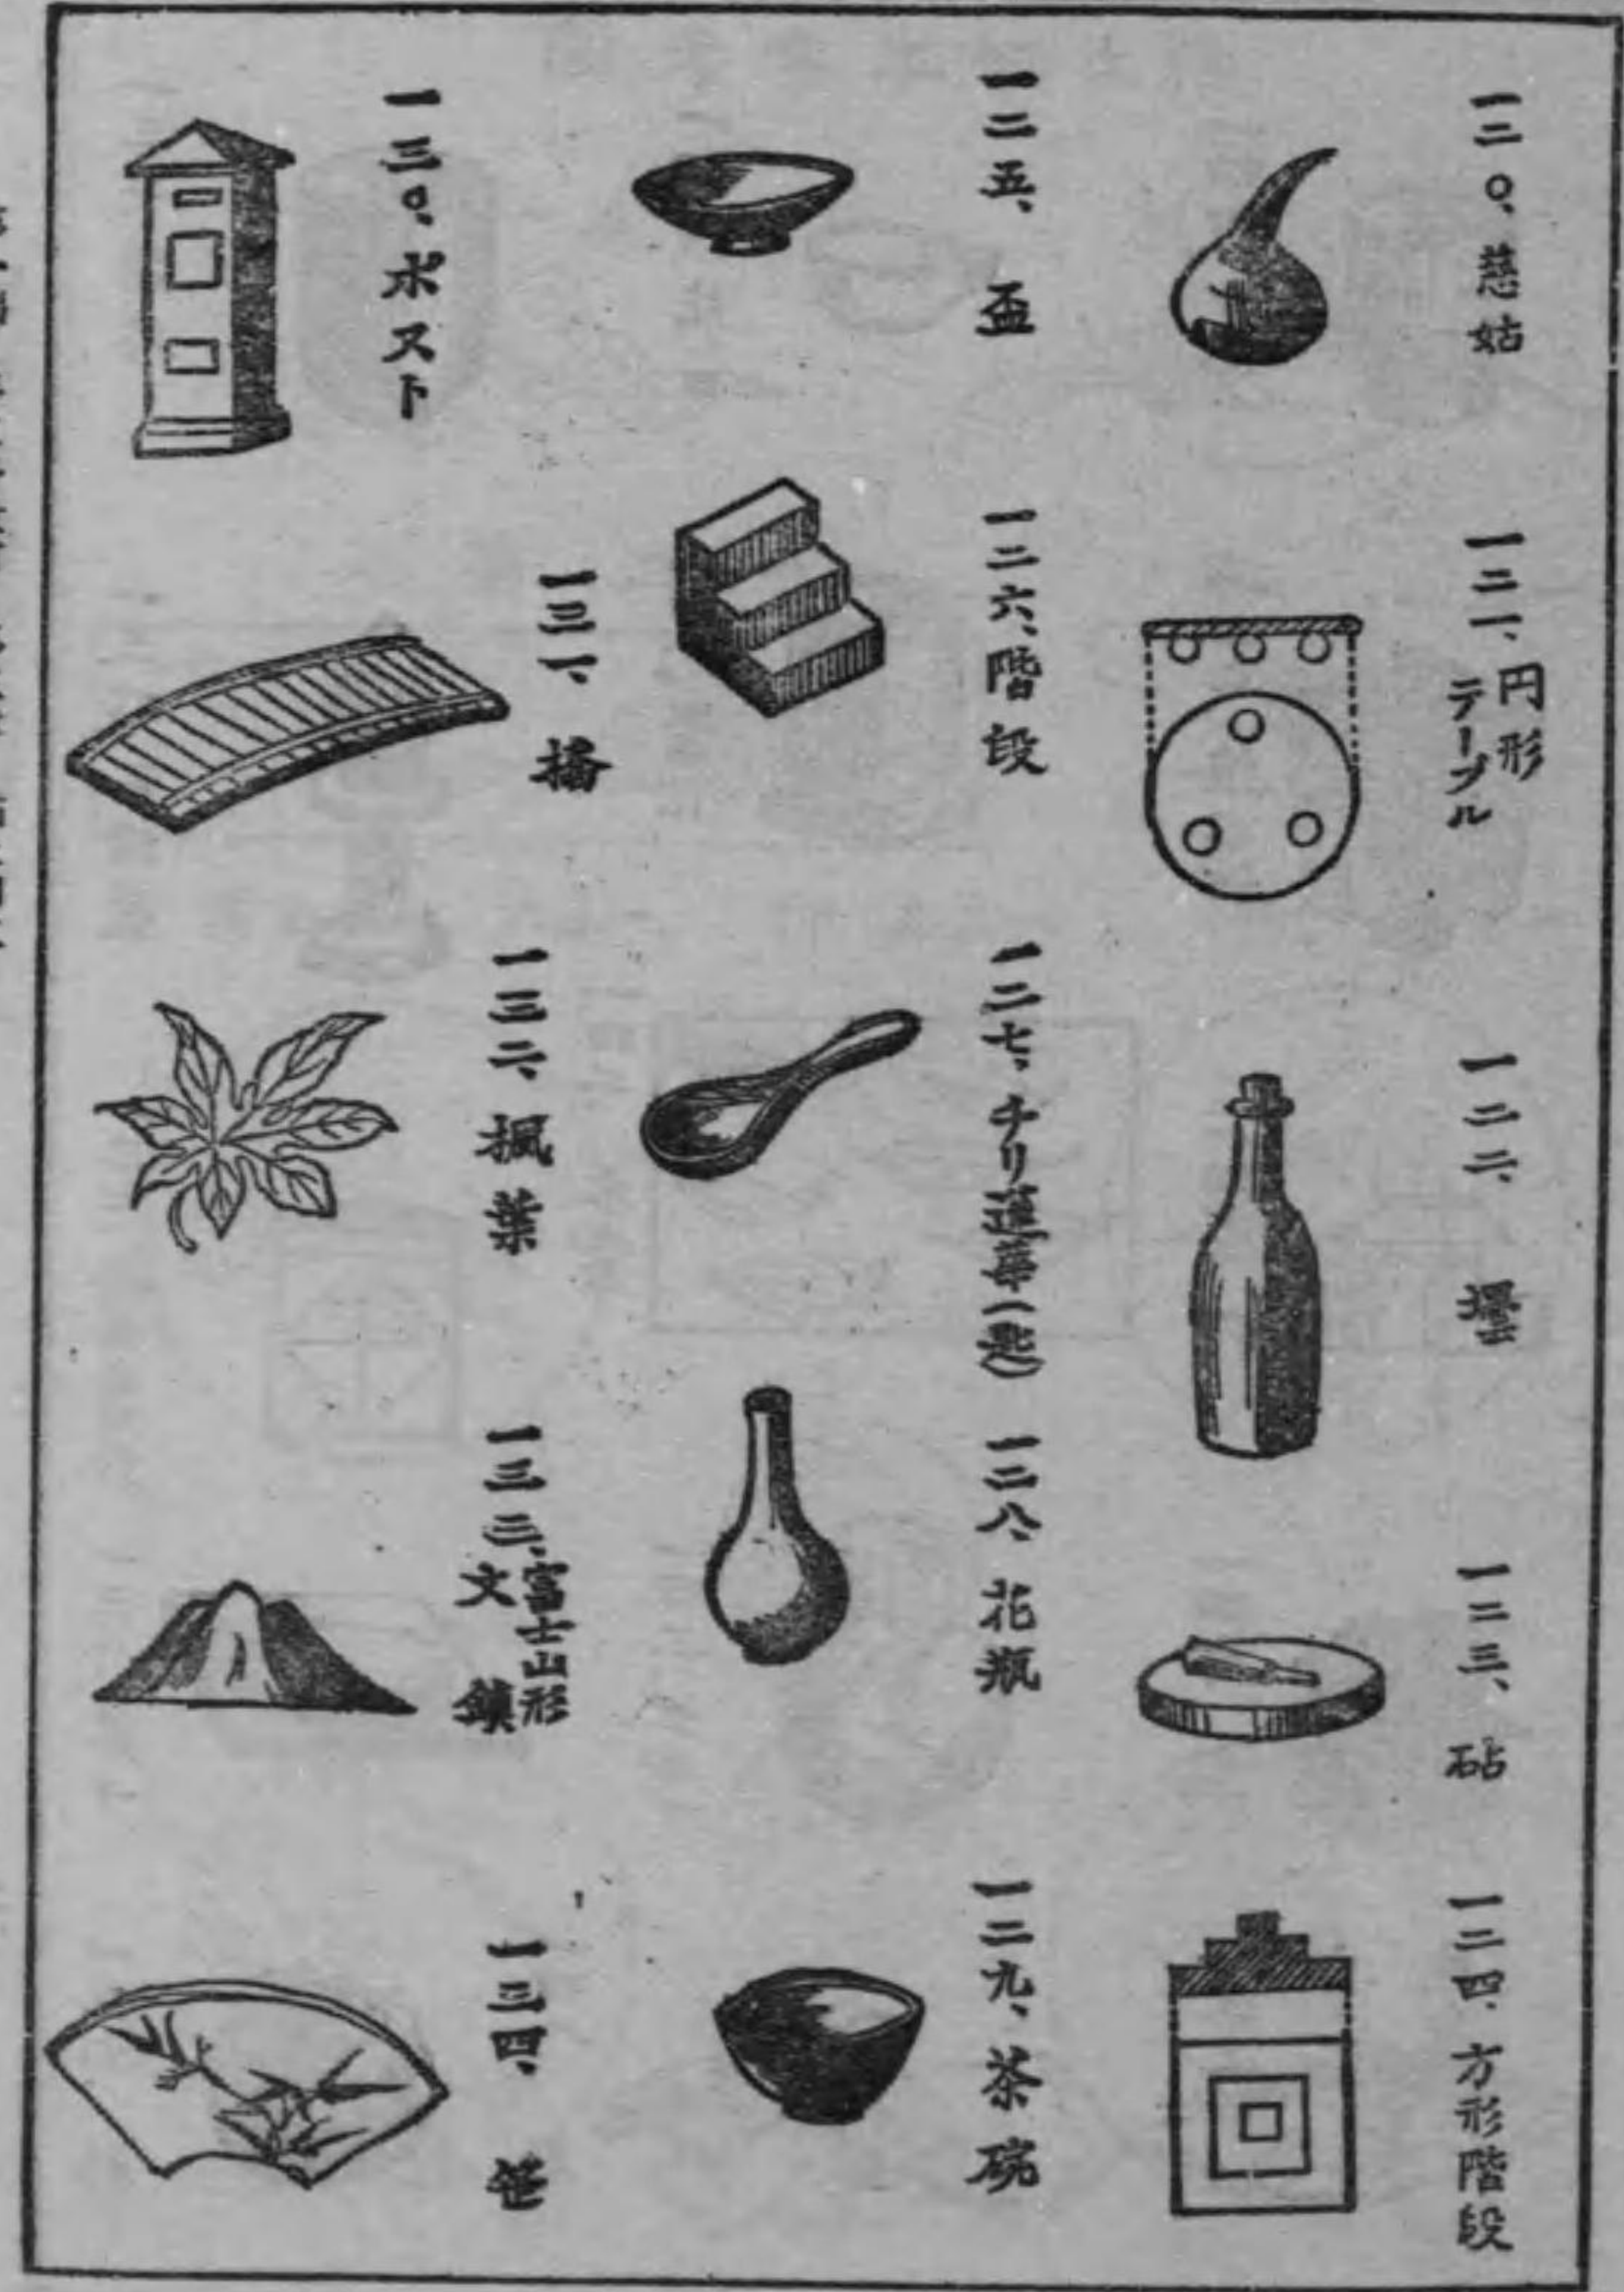 一二〇、慈姑
一二一、円形
テーブル
一二二、壜
一二三、砧
一二四、方形階段
一二五、盃
一二六、階段
一二七、チリ蓮華(匙)
一二八、花瓶
一二九、茶碗
一三〇、ポスト
一三一、橋
一三二、楓葉
一三三、富士山形
文鎮
一三四、笹